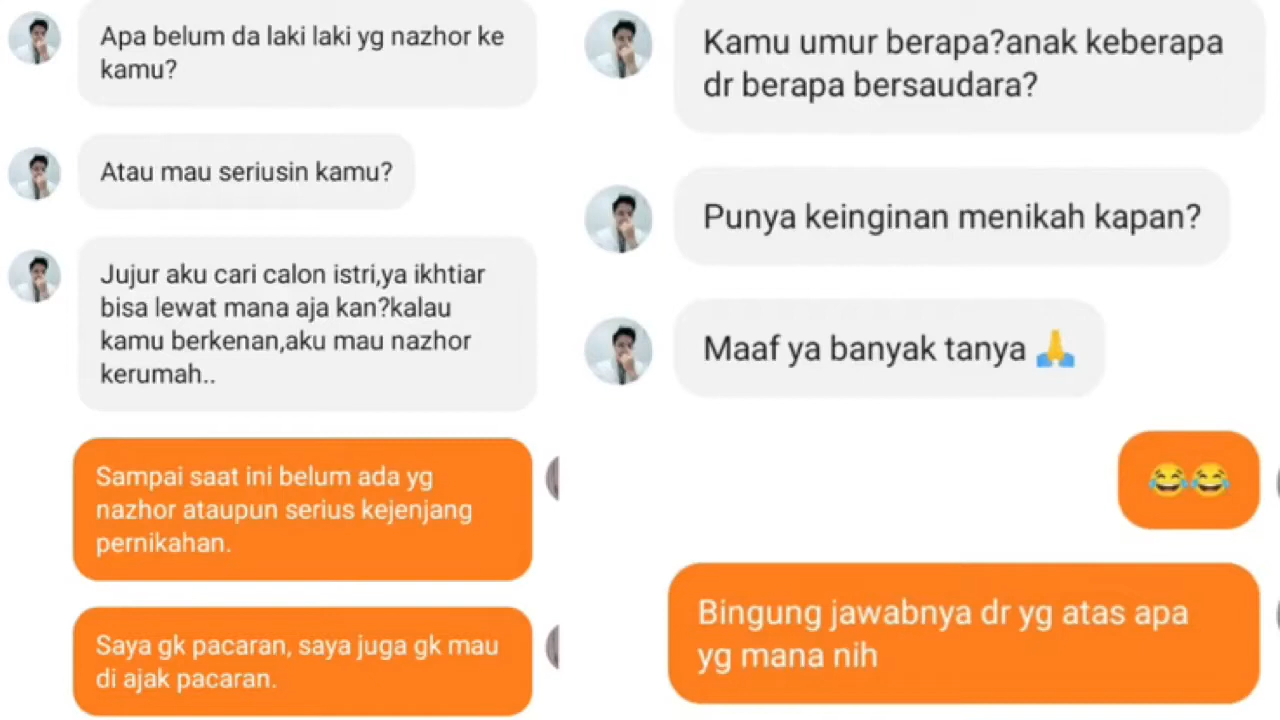 Apa belum da laki laki yg nazhor ke
kamu?
Atau mau seriusin kamu?
Jujur aku cari calon istri,ya ikhtiar
bisa lewat mana aja kan?kalau
kamu berkenan,aku mau nazhor
kerumah..
Sampai saat ini belum ada yg
nazhor ataupun serius kejenjang
pernikahan.
Saya gk pacaran, saya juga gk mau
di ajak pacaran.
Kamu umur berapa?anak keberapa
dr berapa bersaudara?
Punya keinginan menikah kapan?
Maaf ya banyak tanya 🙏
😂😂
Bingung jawabnya dr yg atas apa
yg mana nih